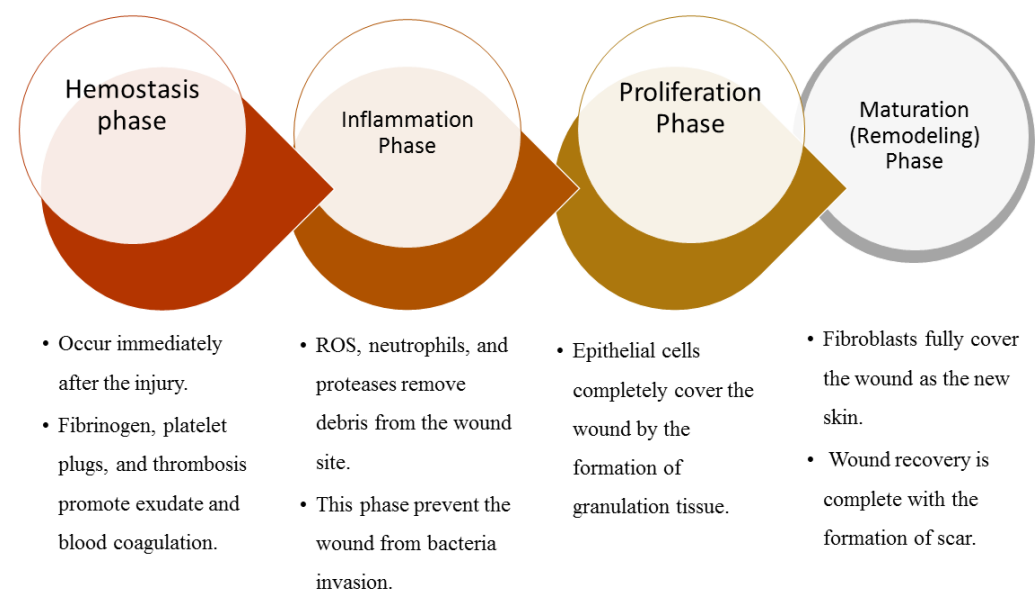 Hemostasis
phase
Inflammation
Phase
Proliferation
Phase
Maturation
(Remodeling)
Phase
• Occur immediately
after the injury.
• Fibrinogen, platelet
plugs, and thrombosis
promote exudate and
blood coagulation.
• ROS, neutrophils, and
proteases remove
debris from the wound
site.
• This phase prevent the
wound from bacteria
invasion.
• Epithelial cells
completely cover the
wound by the
formation of
granulation tissue.
• Fibroblasts fully cover
the wound as the new
skin.
• Wound recovery is
complete with the
formation of scar.